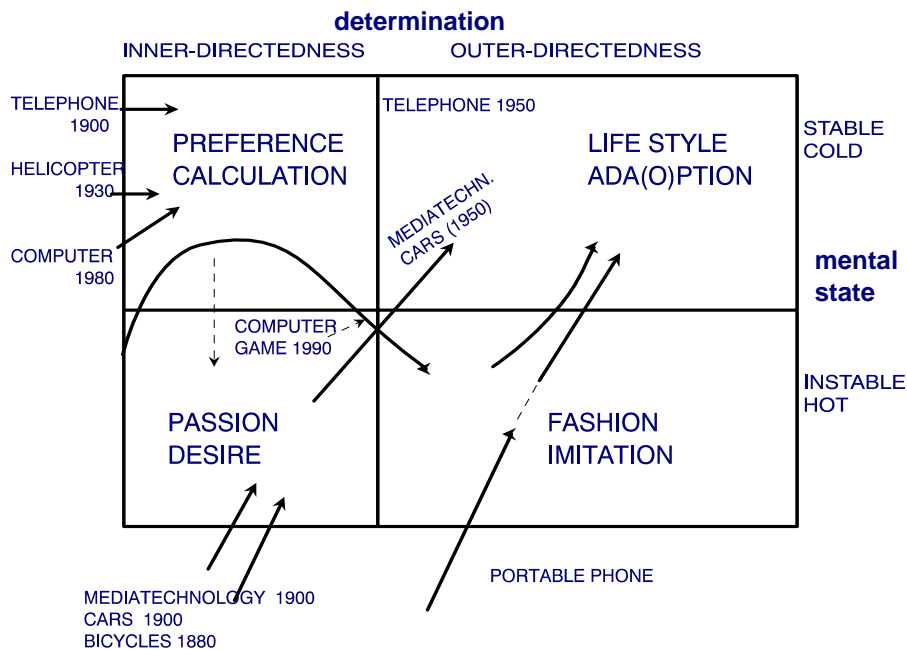 determination
INNER-DIRECTEDNESS
OUTER-DIRECTEDNESS
TELEPHONE
1900
TELEPHONE 1950
PREFERENCE
CALCULATION
LIFE STYLE
ADA(O)PTION
STABLE
COLD
HELICOPTER
1930
MEDIATECHN.
CARS (1950)
COMPUTER
1980
mental
state
COMPUTER
GAME 1990
INSTABLE
HOT
PASSION
DESIRE
FASHION
IMITATION
PORTABLE PHONE
MEDIATECHNOLOGY 1900
CARS 1900
BICYCLES 1880